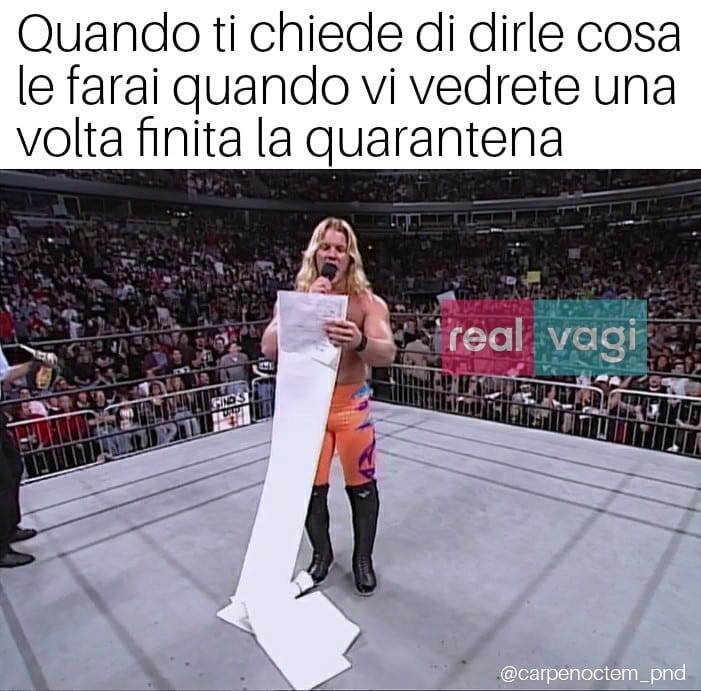 Quando ti chiede di dirle cosa
le farai quando vi vedrete una
volta finita la quarantena
real vagi
@carpenoctem_pnd